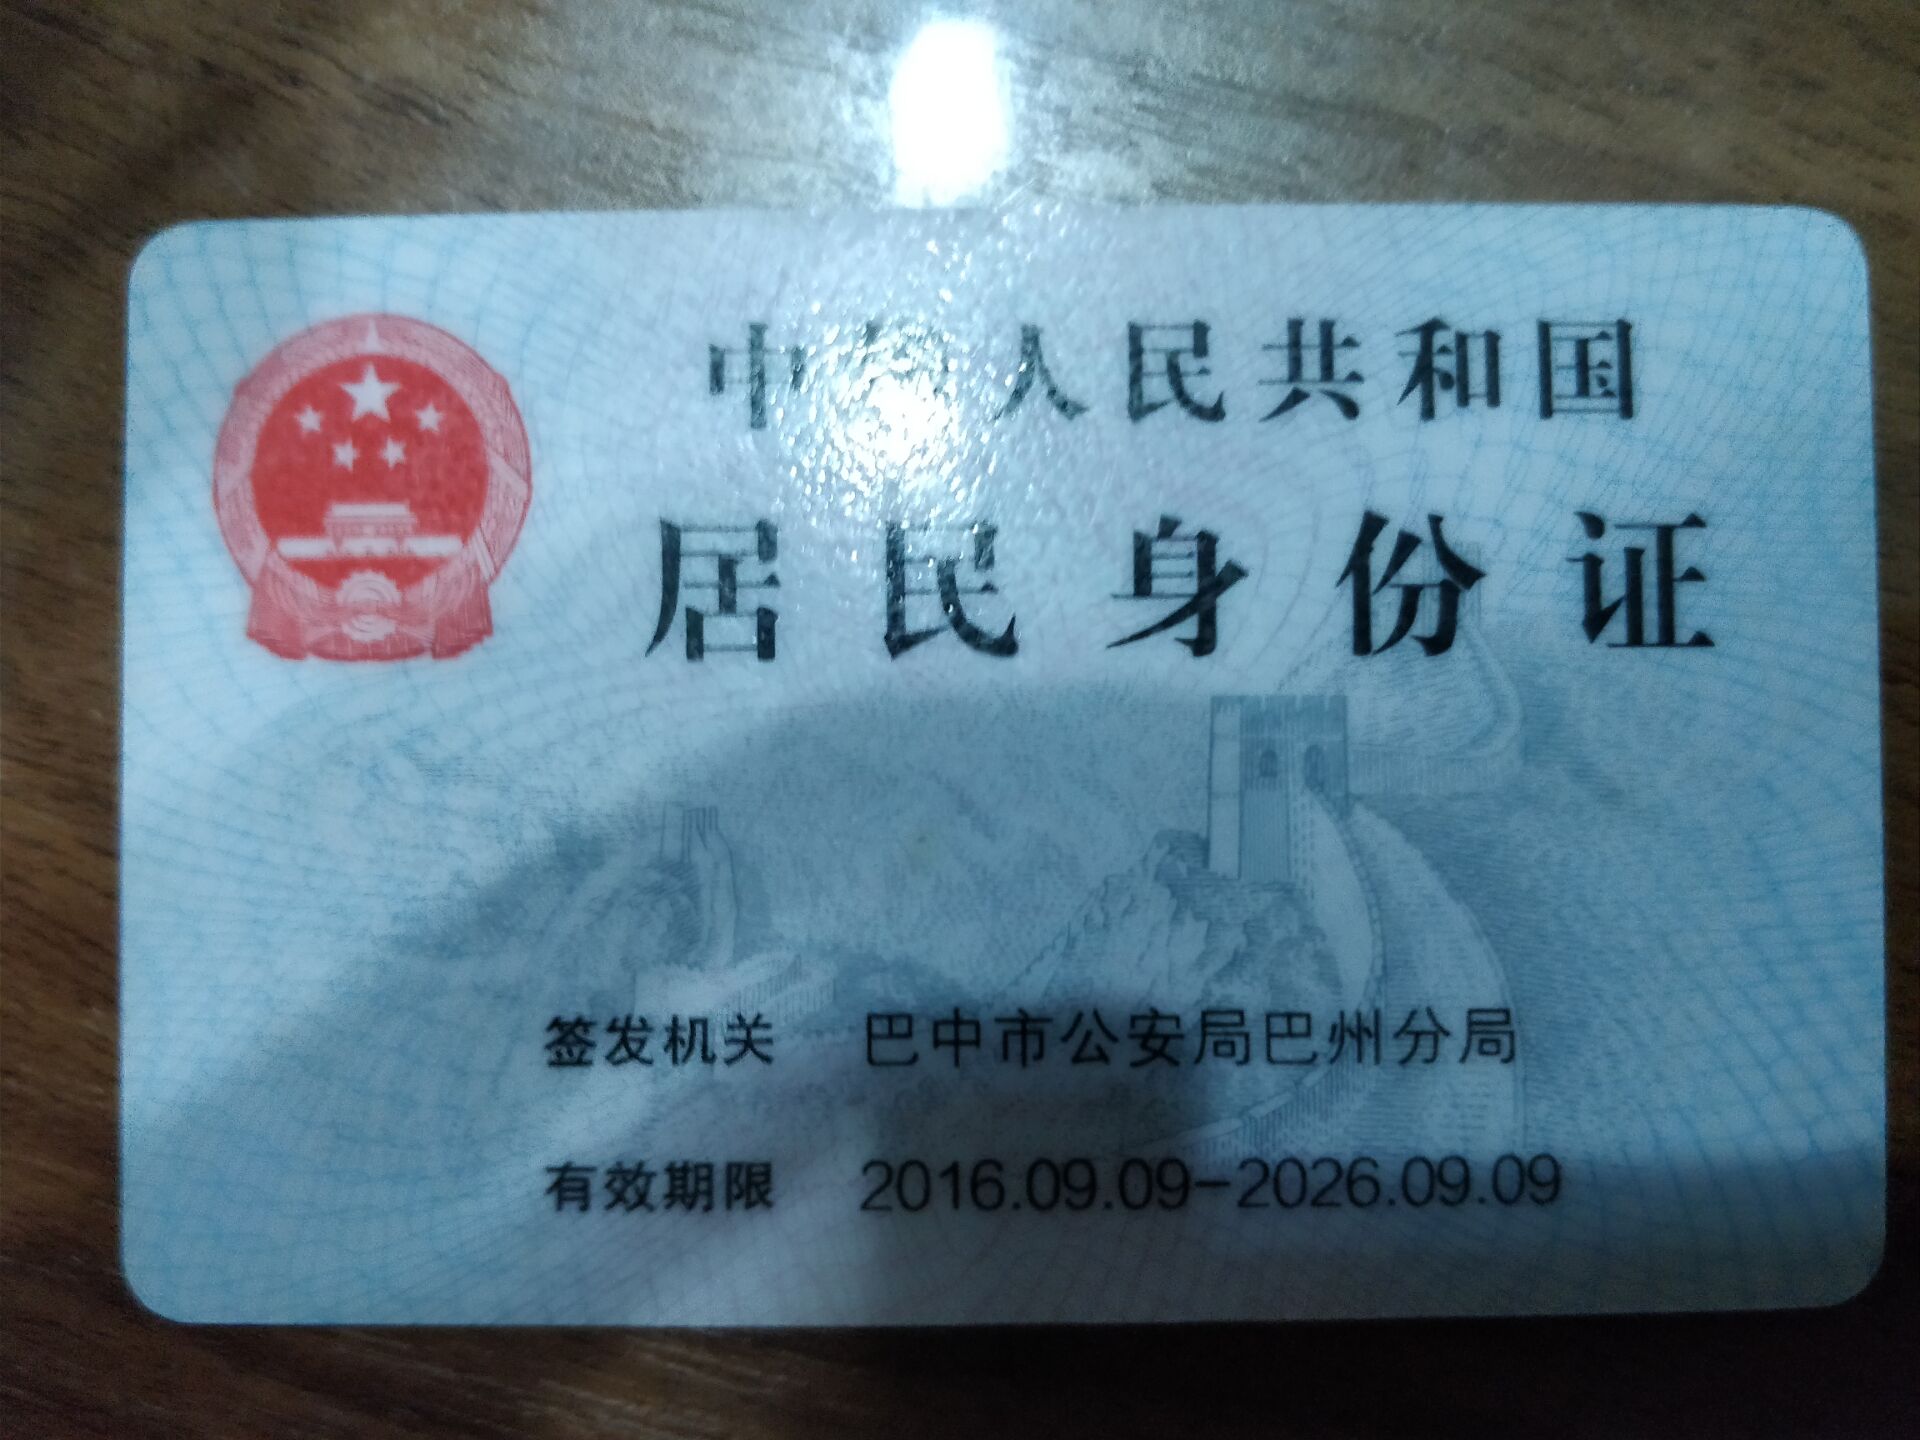 中华人民共和国
居民身份证
签发机关 巴中市公安局巴州分局
有效期限 2016.09.09-2026.09.09